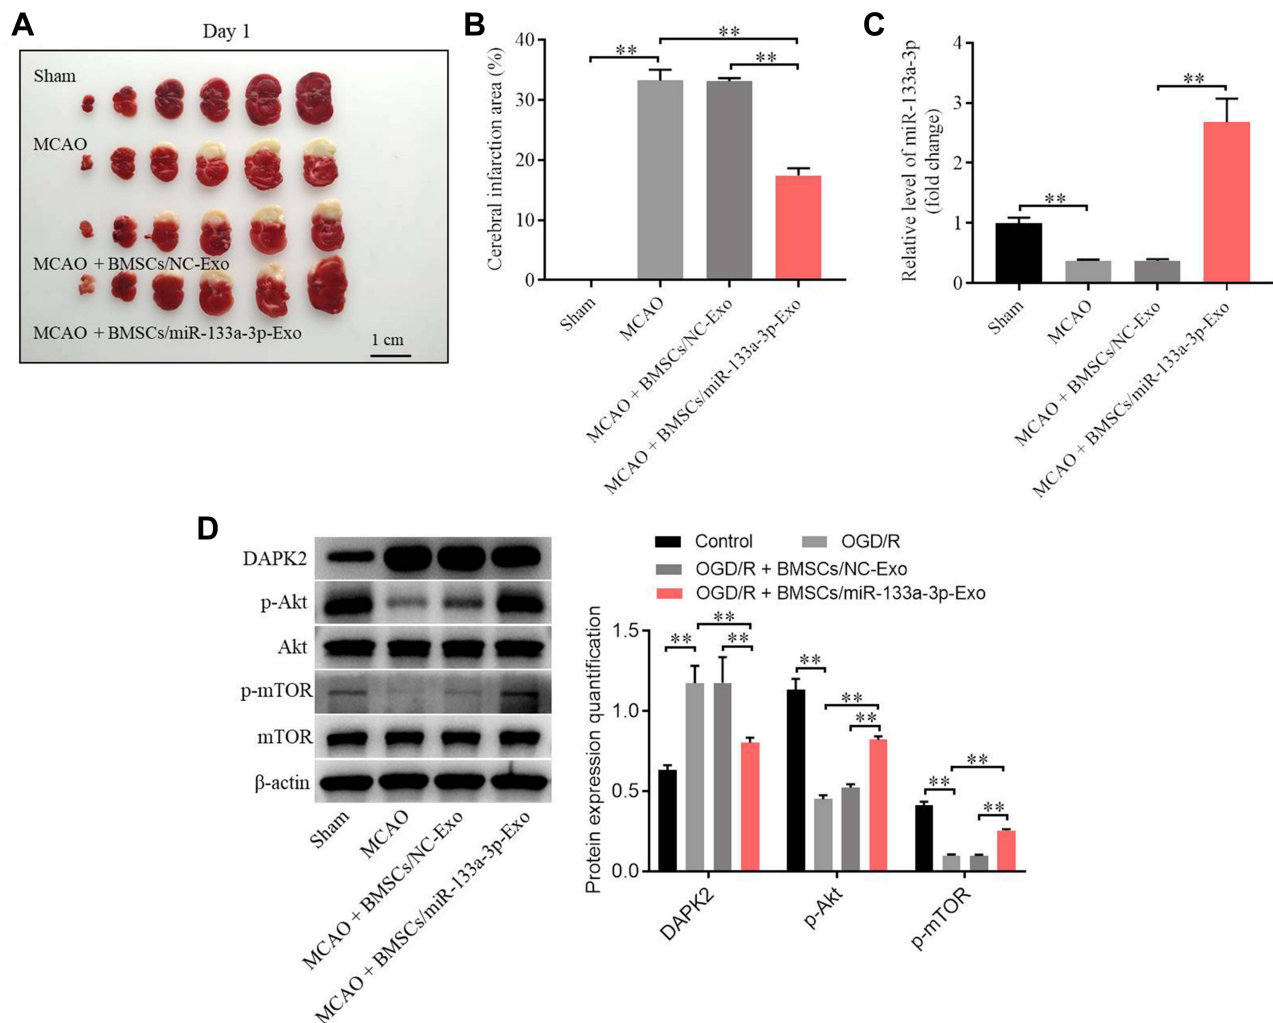 A
Day 1
Sham
MCAO
MCAO + BMSCs/NC-Exo
MCAO + BMSCs/miR-133a-3p-Exo
1 cm
B
Cerebral infarction area (%)
40
30
20
10
0
**
**
**
Sham
MCAO
MCAO + BMSCs/NC-Exo
MCAO + BMSCs/miR-133a-3p-Exo
C
Relative level of miR-133a-3p
(fold change)
4
3
2
1
0
**
**
Sham
MCAO
MCAO + BMSCs/NC-Exo
MCAO + BMSCs/miR-133a-3p-Exo
D
DAPK2
p-Akt
Akt
p-mTOR
mTOR
β-actin
Sham
MCAO
MCAO + BMSCs/NC-Exo
MCAO + BMSCs/miR-133a-3p-Exo
Control
OGD/R
OGD/R + BMSCs/NC-Exo
OGD/R + BMSCs/miR-133a-3p-Exo
Protein expression quantification
1.5
1.0
0.5
0.0
**
**
**
**
**
**
**
**
**
DAPK2
p-Akt
p-mTOR